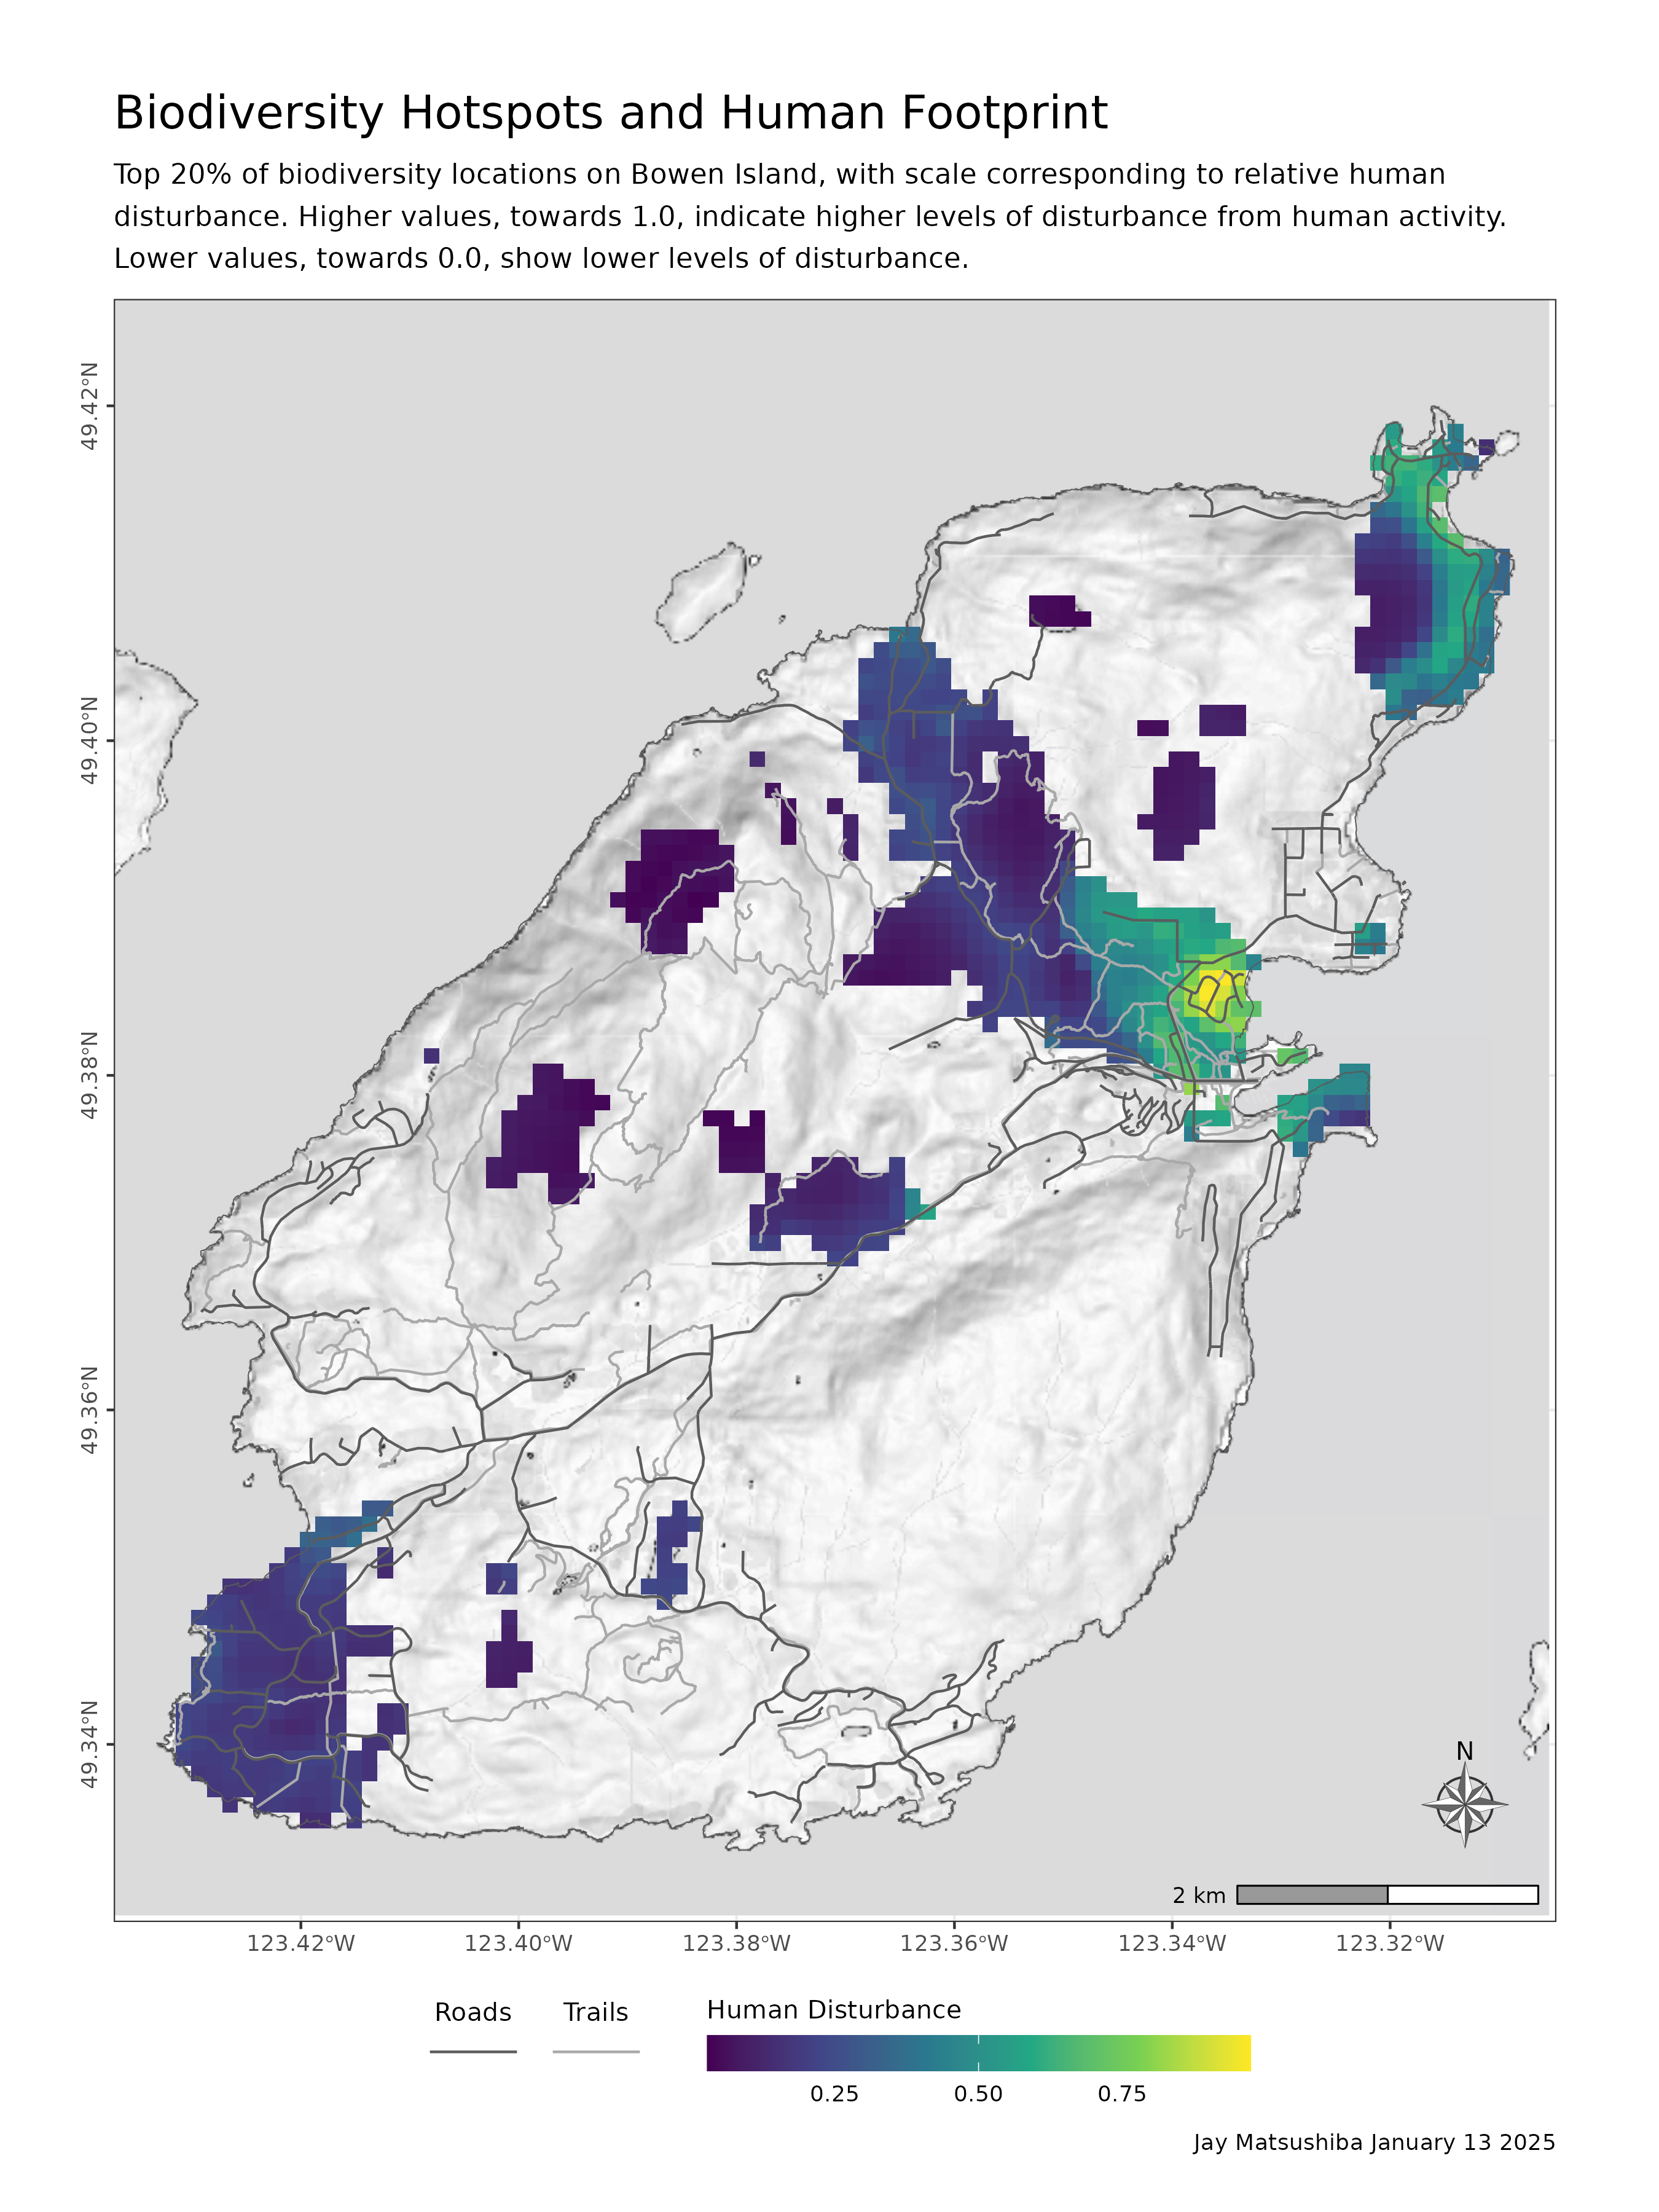 Biodiversity Hotspots and Human Footprint
Top 20% of biodiversity locations on Bowen Island, with scale corresponding to relative human
disturbance. Higher values, towards 1.0, indicate higher levels of disturbance from human activity.
Lower values, towards 0.0, show lower levels of disturbance.
49.42°N
49.40°N
49.38°N
49.36°N
49.34°N
N
2 km
123.42°W 123.40°W 123.38°W 123.36°W 123.34°W 123.32°W
Roads Trails Human Disturbance
0.25 0.50 0.75
Jay Matsushiba January 13 2025